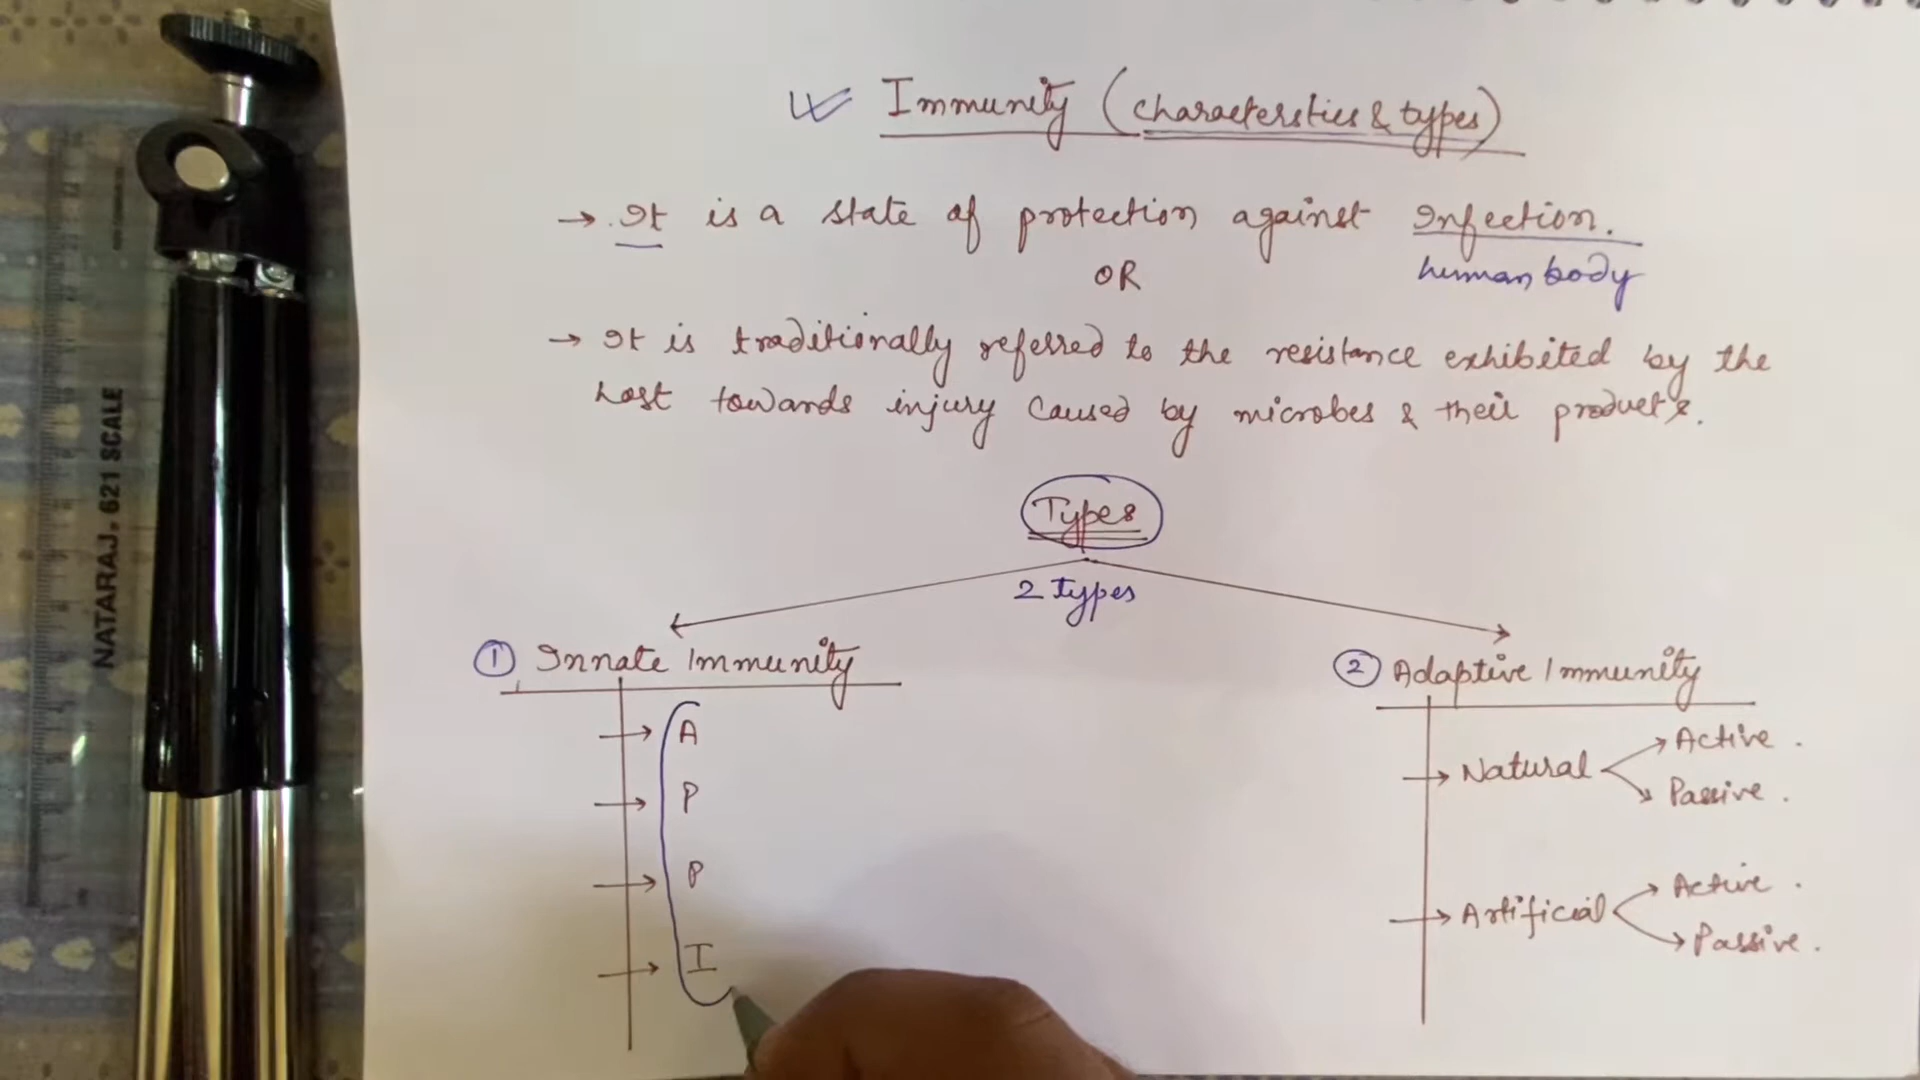 Immunity (characterstics & types)
→ It is a state of protection against Infection.
human body
OR
→ It is traditionally referred to the resistance exhibited by the
host towards injury caused by microbes & their products.
Types
2 types
① Innate Immunity
→ A
→ P
→ P
→ I
② Adaptive Immunity
→ Natural → Active .
→ Passive .
→ Artificial → Active .
→ Passive .
NATARAJ. 621 SCALE